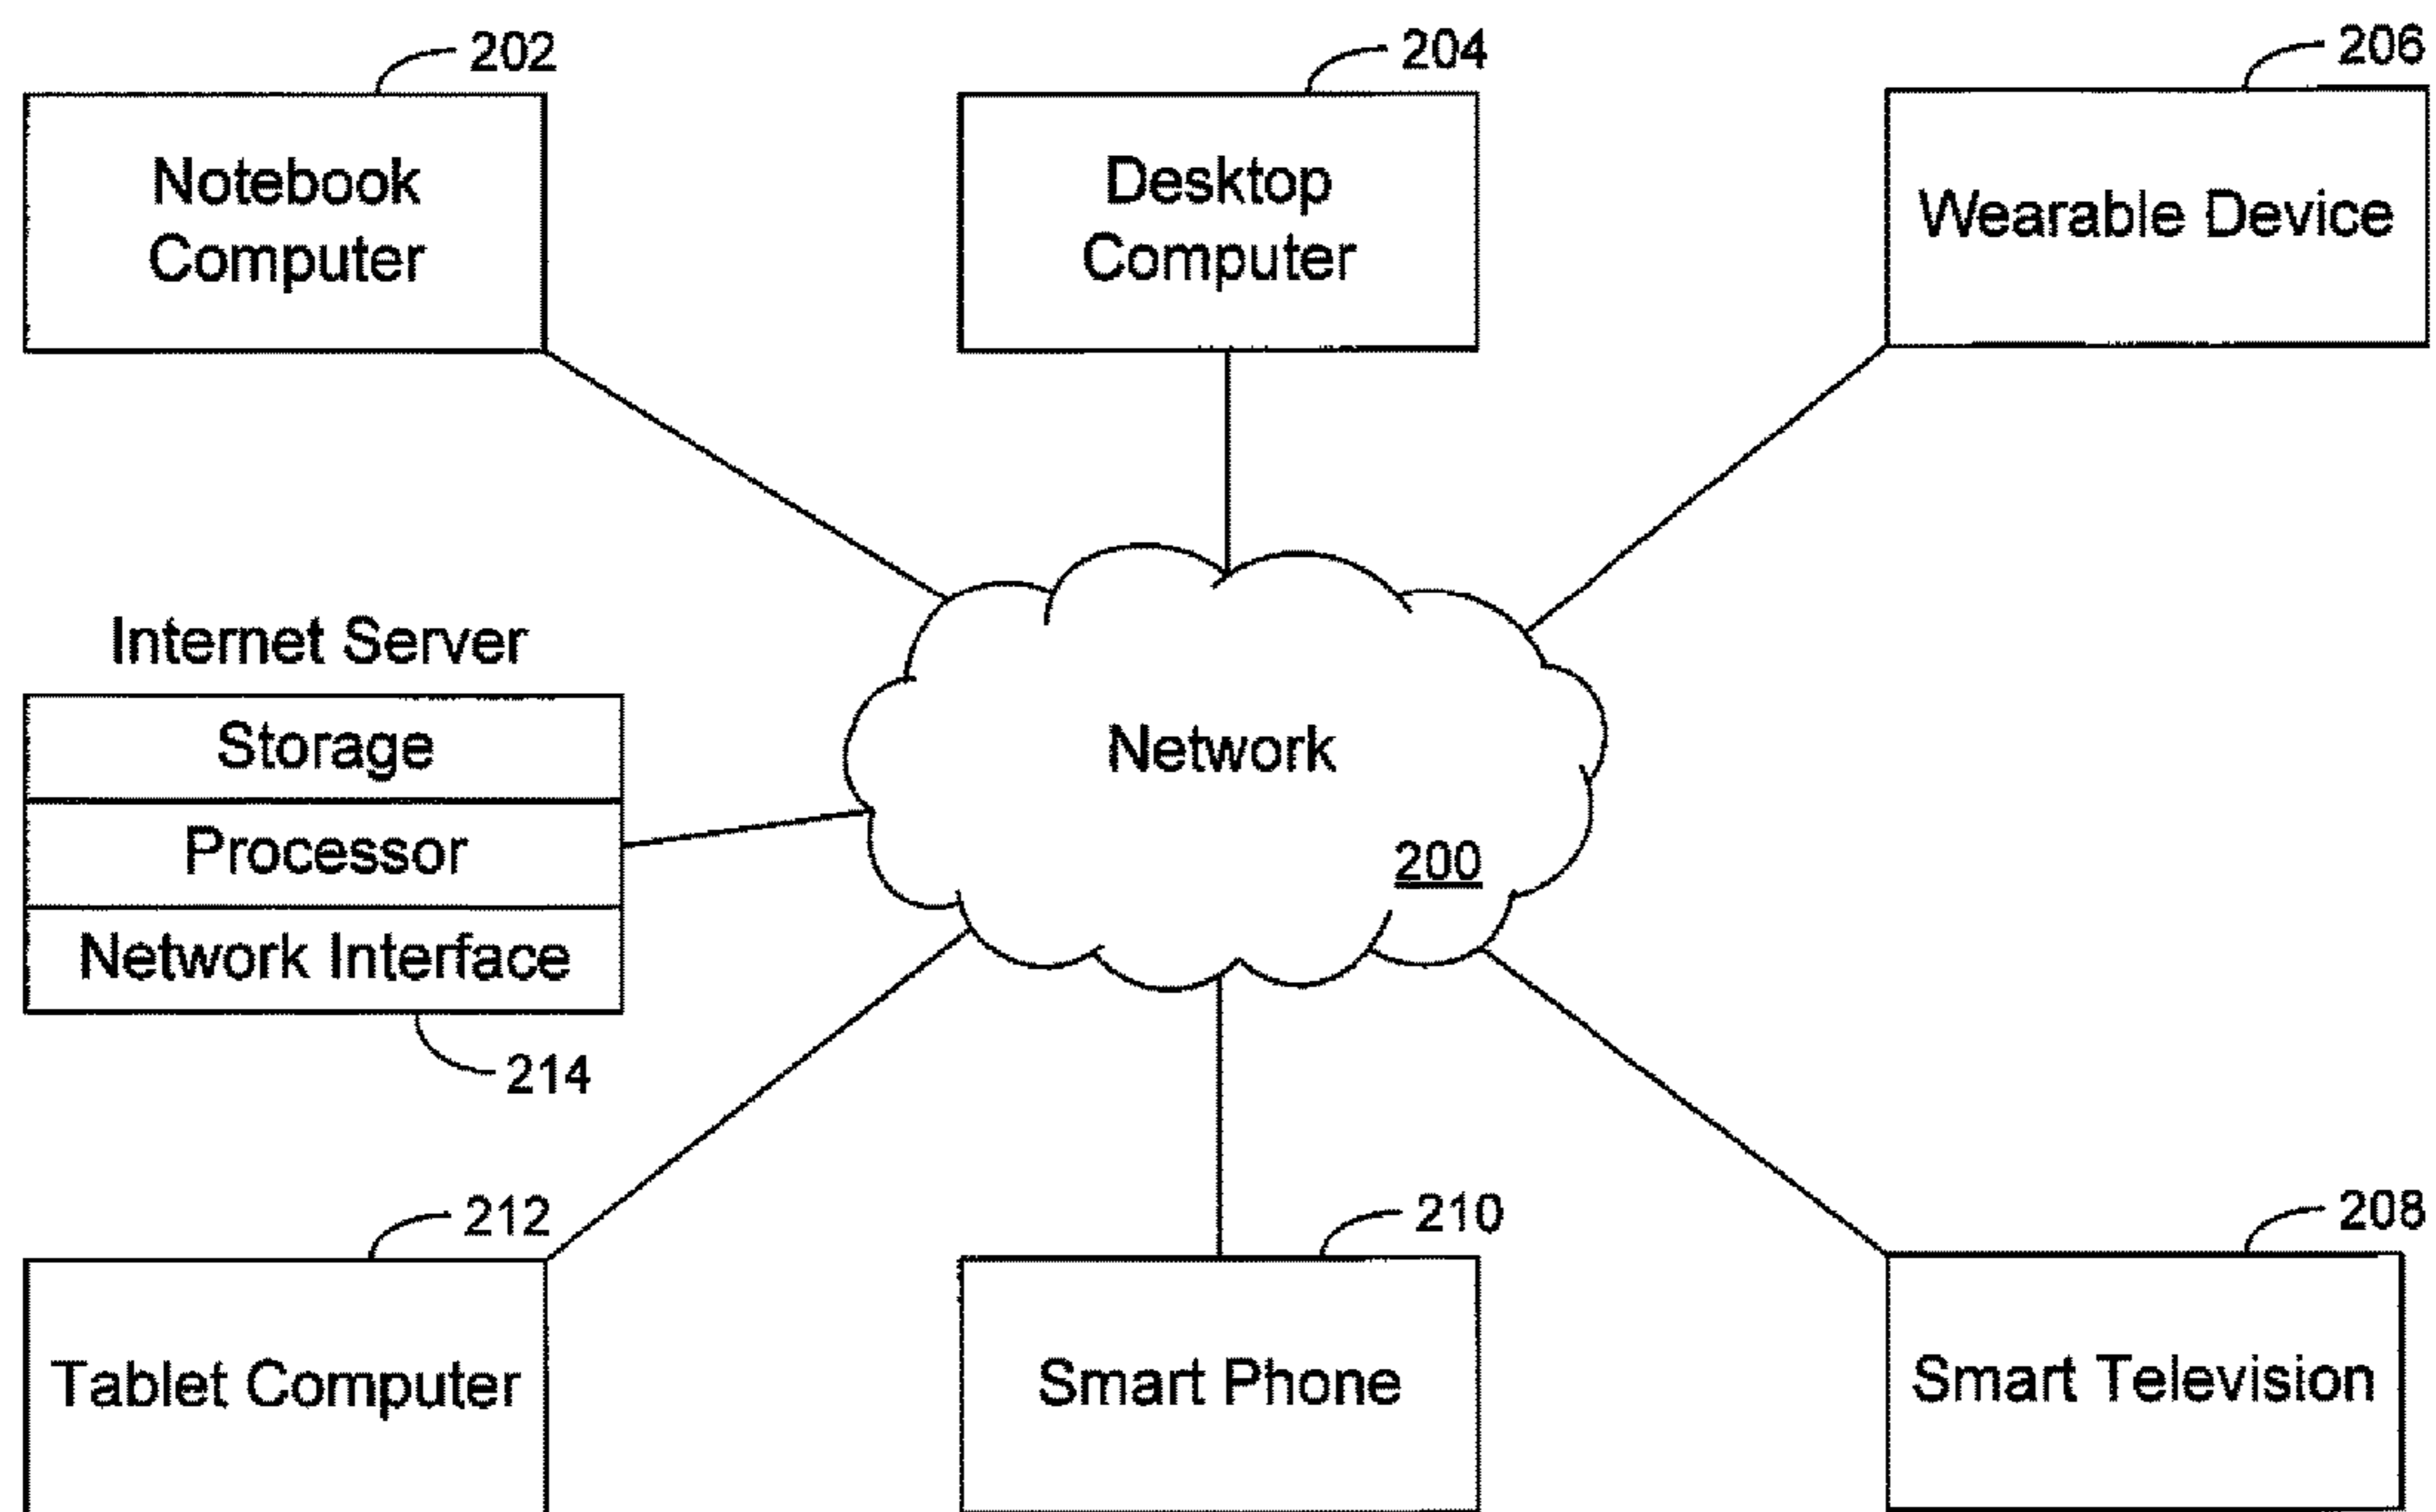 202
204
206
Notebook
Computer
Desktop
Computer
Wearable Device
Internet Server
Storage
Processor
Network Interface
214
Network
200
212
210
208
Tablet Computer
Smart Phone
Smart Television